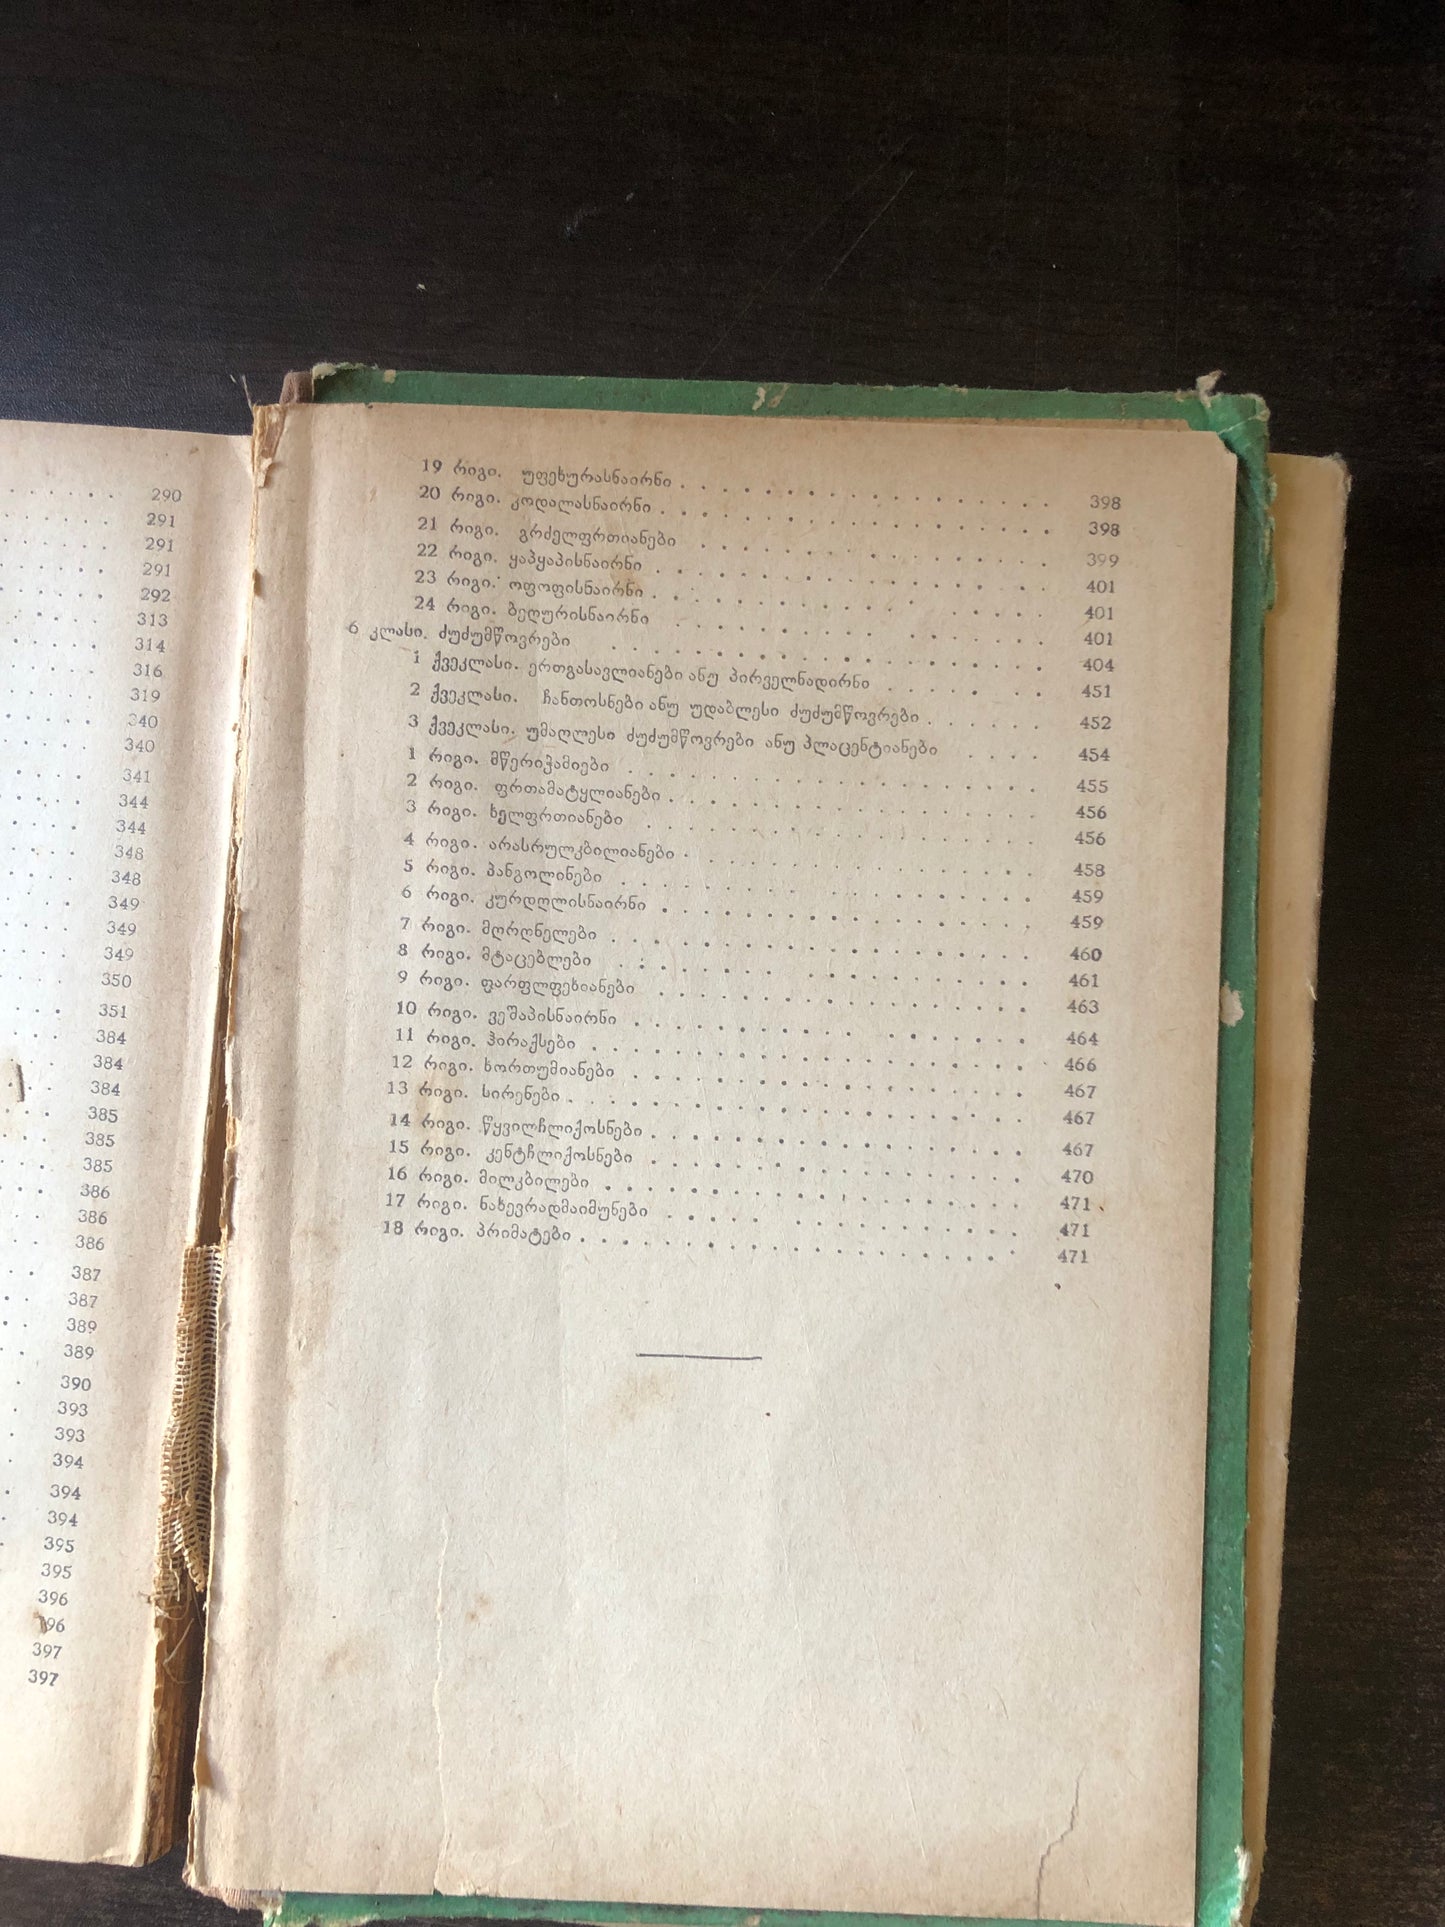 290
291
291
291
292
313
314
316
319
340
340
341
344
344
348
348
349
349
349
350
351
384
384
384
385
385
385
386
386
386
387
387
389
389
390
393
393
394
394
394
395
395
396
96
397
397
19 რიგი. უფეხურასნაირნი . . . . . . . . . . . . . . 398
20 რიგი. კოდალასნაირნი . . . . . . . . . . . . . . 398
21 რიგი. გრძელფრთიანები . . . . . . . . . . . . . . 399
22 რიგი. ყაპყაპისნაირნი . . . . . . . . . . . . . . 401
23 რიგი. ოფოფისნაირნი . . . . . . . . . . . . . . 401
24 რიგი. ბეღურისნაირნი . . . . . . . . . . . . . . 401
6 კლასი. ძუძუმწოვრები . . . . . . . . . . . . . . 404
1 ქვეკლასი. ერთგასავლიანები ანუ პირველნადირნი . . . . . . 451
2 ქვეკლასი. ჩანთოსნები ანუ უდაბლესი ძუძუმწოვრები . . . . . . 452
3 ქვეკლასი. უმაღლესი ძუძუმწოვრები ანუ პლაცენტიანები . . . . 454
1 რიგი. მწერიჭამიები . . . . . . . . . . . . . . 455
2 რიგი. ფრთამატყლიანები . . . . . . . . . . . . . . 456
3 რიგი. ხელფრთიანები . . . . . . . . . . . . . . 456
4 რიგი. არასრულკბილიანები . . . . . . . . . . . . . . 458
5 რიგი. პანგოლინები . . . . . . . . . . . . . . 459
6 რიგი. კურდღლისნაირნი . . . . . . . . . . . . . . 459
7 რიგი. მღრღნელები . . . . . . . . . . . . . . 460
8 რიგი. მტაცებლები . . . . . . . . . . . . . . 461
9 რიგი. ფარფლფეხიანები . . . . . . . . . . . . . . 463
10 რიგი. ვეშაპისნაირნი . . . . . . . . . . . . . . 464
11 რიგი. ჰირაქსები . . . . . . . . . . . . . . 466
12 რიგი. ხორთუმიანები . . . . . . . . . . . . . . 467
13 რიგი. სირენები . . . . . . . . . . . . . . 467
14 რიგი. წყვილჩლიქოსნები . . . . . . . . . . . . . . 467
15 რიგი. კენტჩლიქოსნები . . . . . . . . . . . . . . 470
16 რიგი. მილკბილები . . . . . . . . . . . . . . 471
17 რიგი. ნახევრადმაიმუნები . . . . . . . . . . . . . . 471
18 რიგი. პრიმატები . . . . . . . . . . . . . . 471